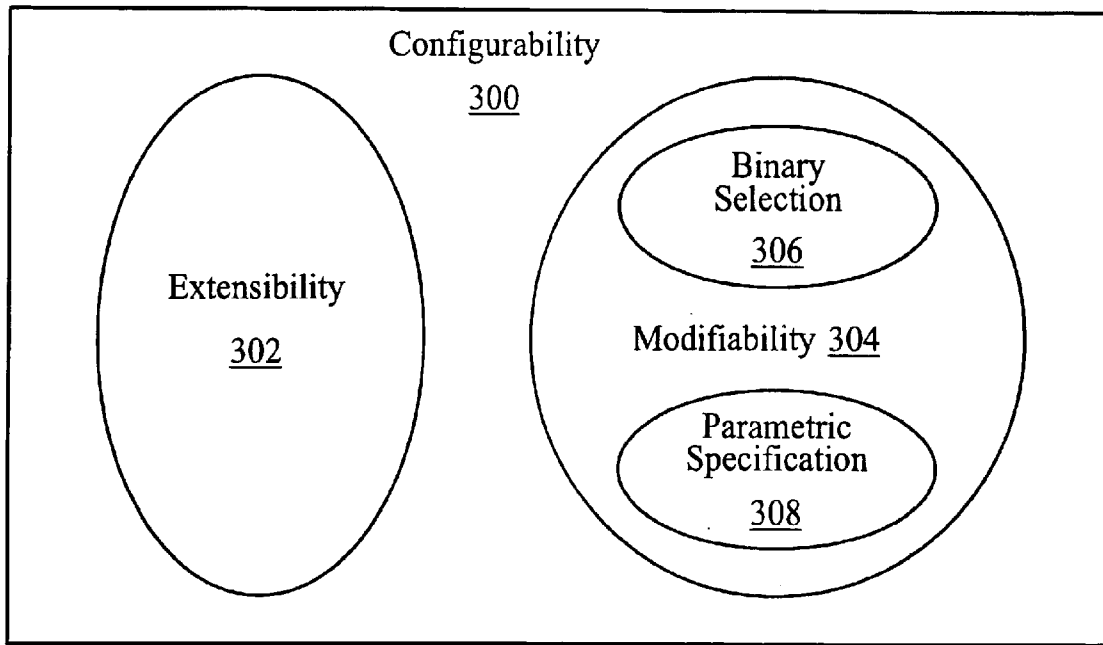 Configurability
300
Binary
Selection
306
Extensibility
302
Modifiability 304
Parametric
Specification
308